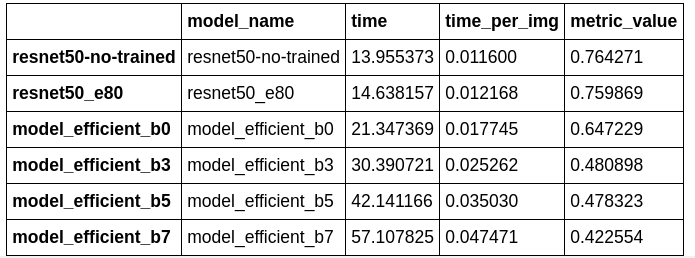 model_name time time_per_img metric_value
resnet50-no-trained resnet50-no-trained 13.955373 0.011600 0.764271
resnet50_e80 resnet50_e80 14.638157 0.012168 0.759869
model_efficient_b0 model_efficient_b0 21.347369 0.017745 0.647229
model_efficient_b3 model_efficient_b3 30.390721 0.025262 0.480898
model_efficient_b5 model_efficient_b5 42.141166 0.035030 0.478323
model_efficient_b7 model_efficient_b7 57.107825 0.047471 0.422554